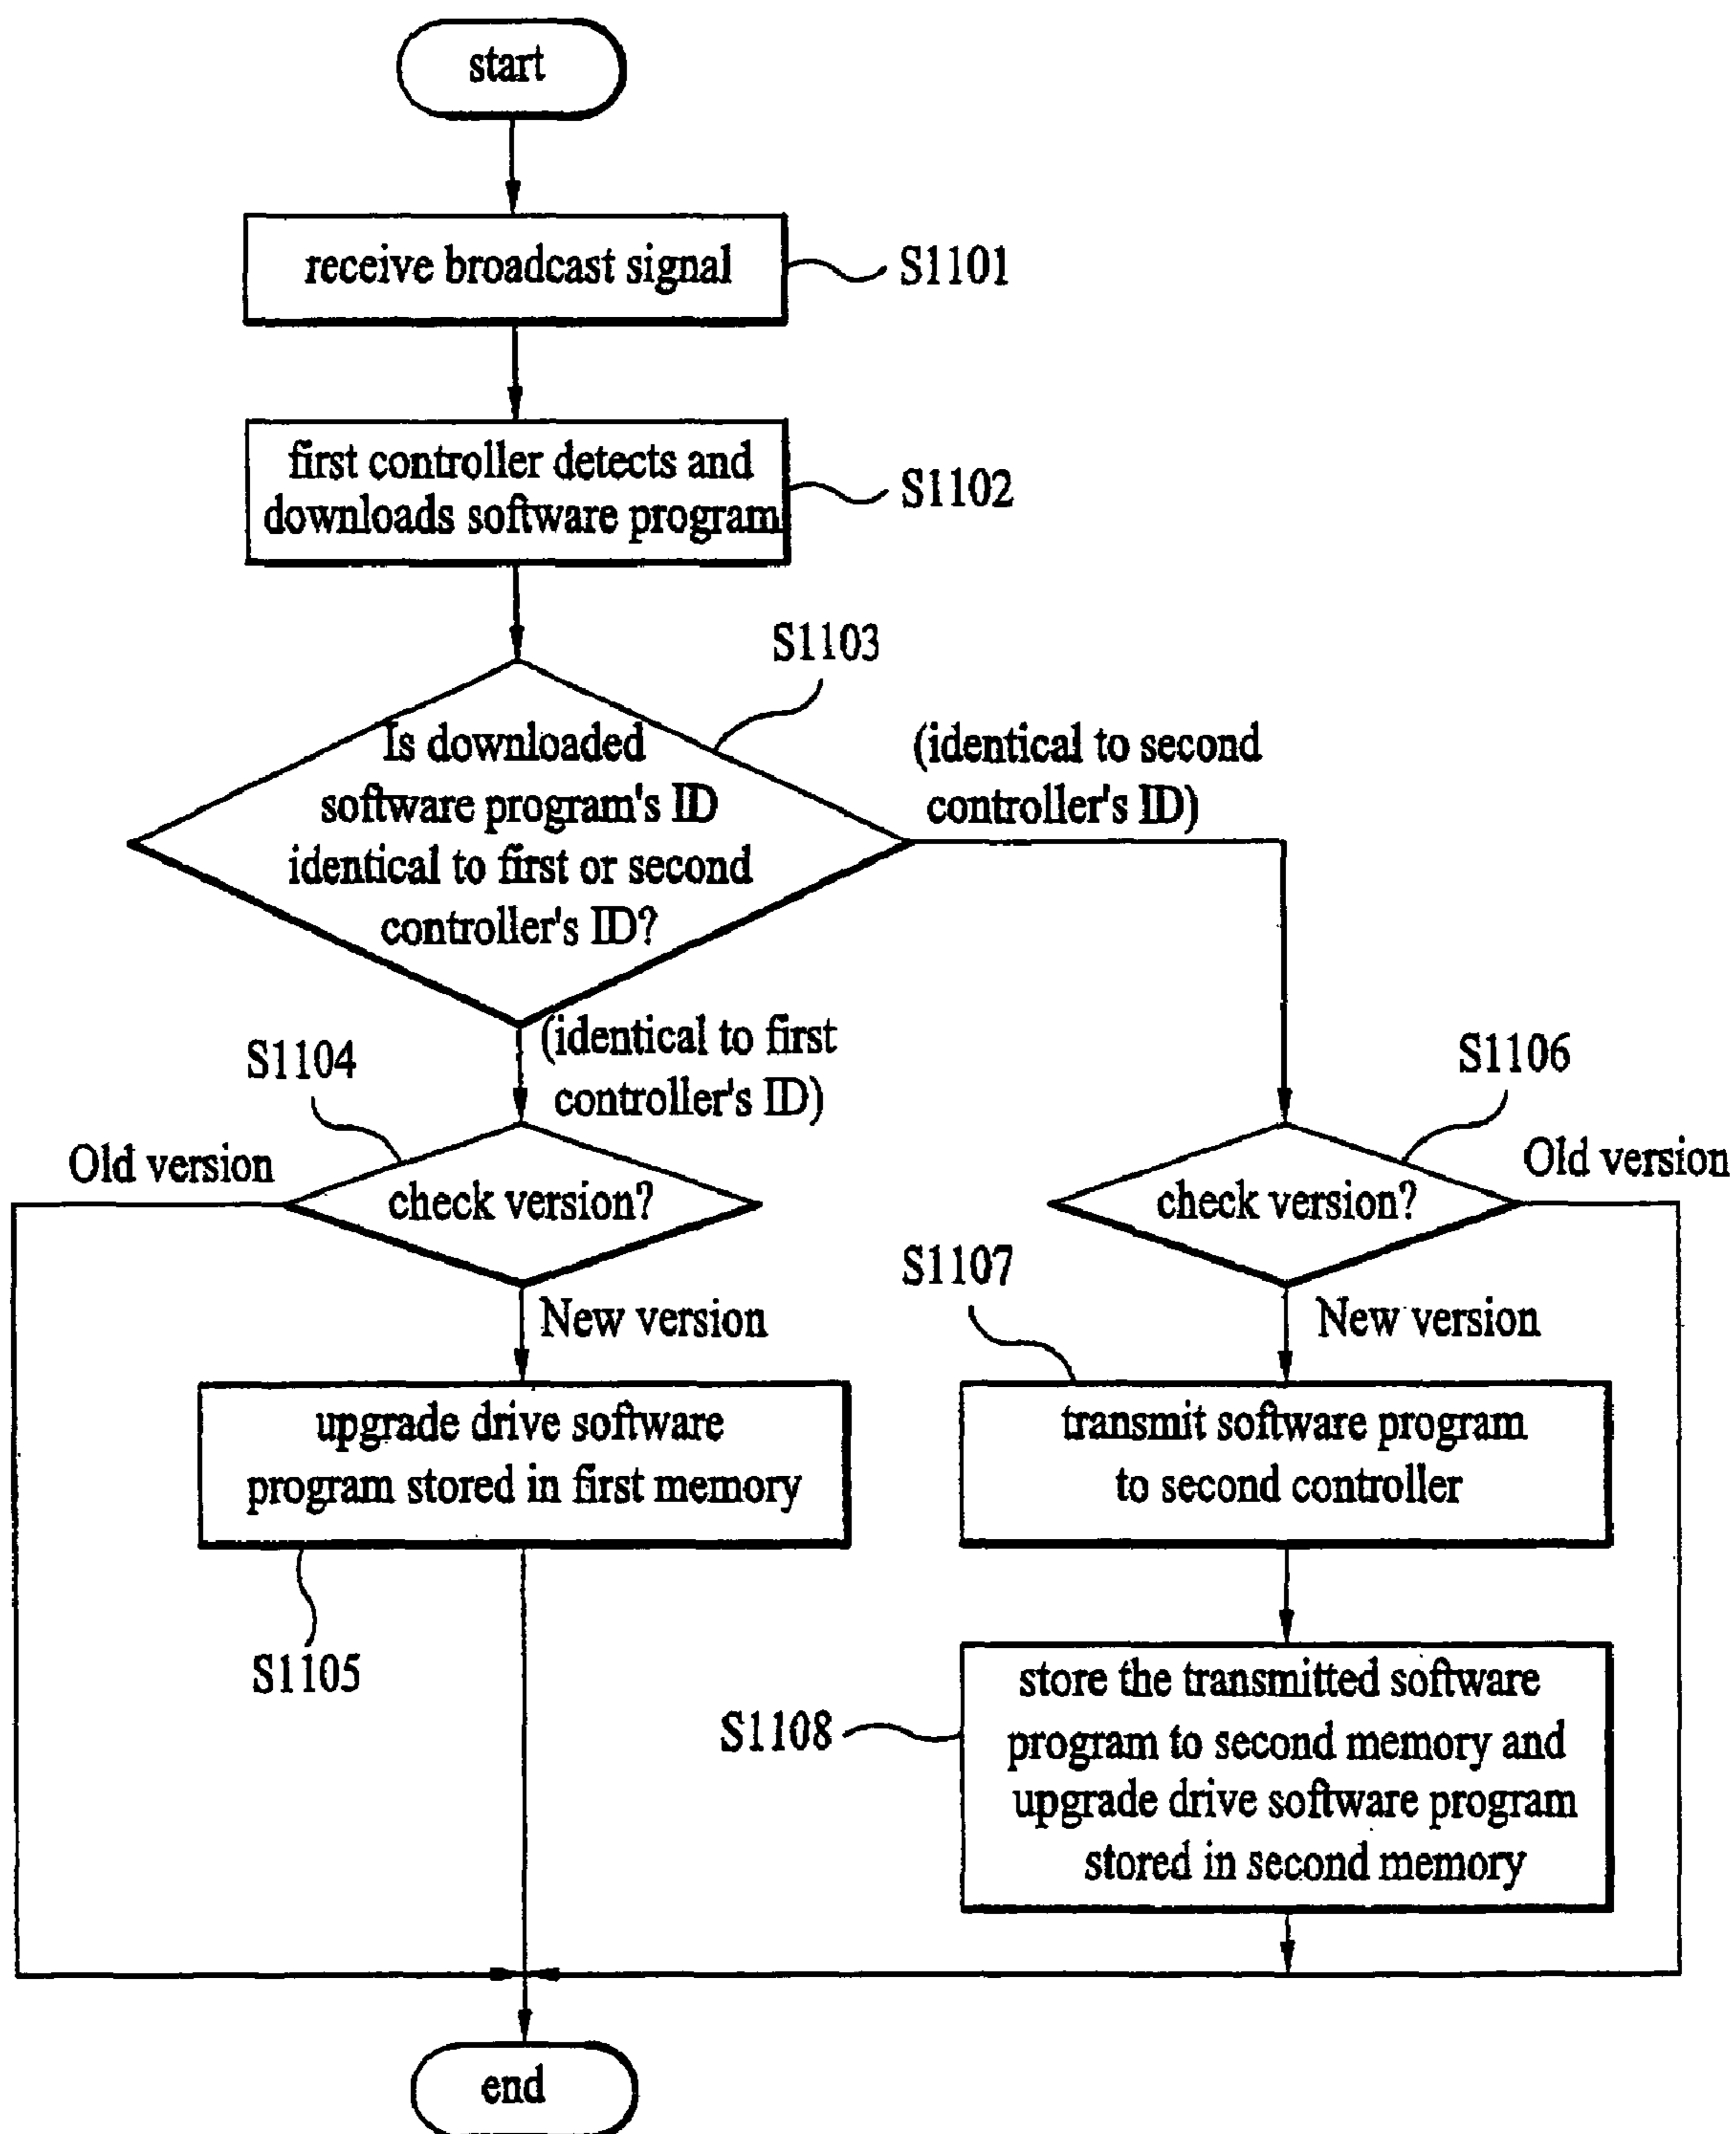 start
receive broadcast signal
S1101
first controller detects and
downloads software program
S1102
S1103
Is downloaded
software program's ID
identical to first or second
controller's ID?
(identical to second
controller's ID)
(identical to first
controller's ID)
S1104
Old version
check version?
New version
S1106
Old version
check version?
New version
upgrade drive software
program stored in first memory
S1105
S1107
transmit software program
to second controller
S1108
store the transmitted software
program to second memory and
upgrade drive software program
stored in second memory
end